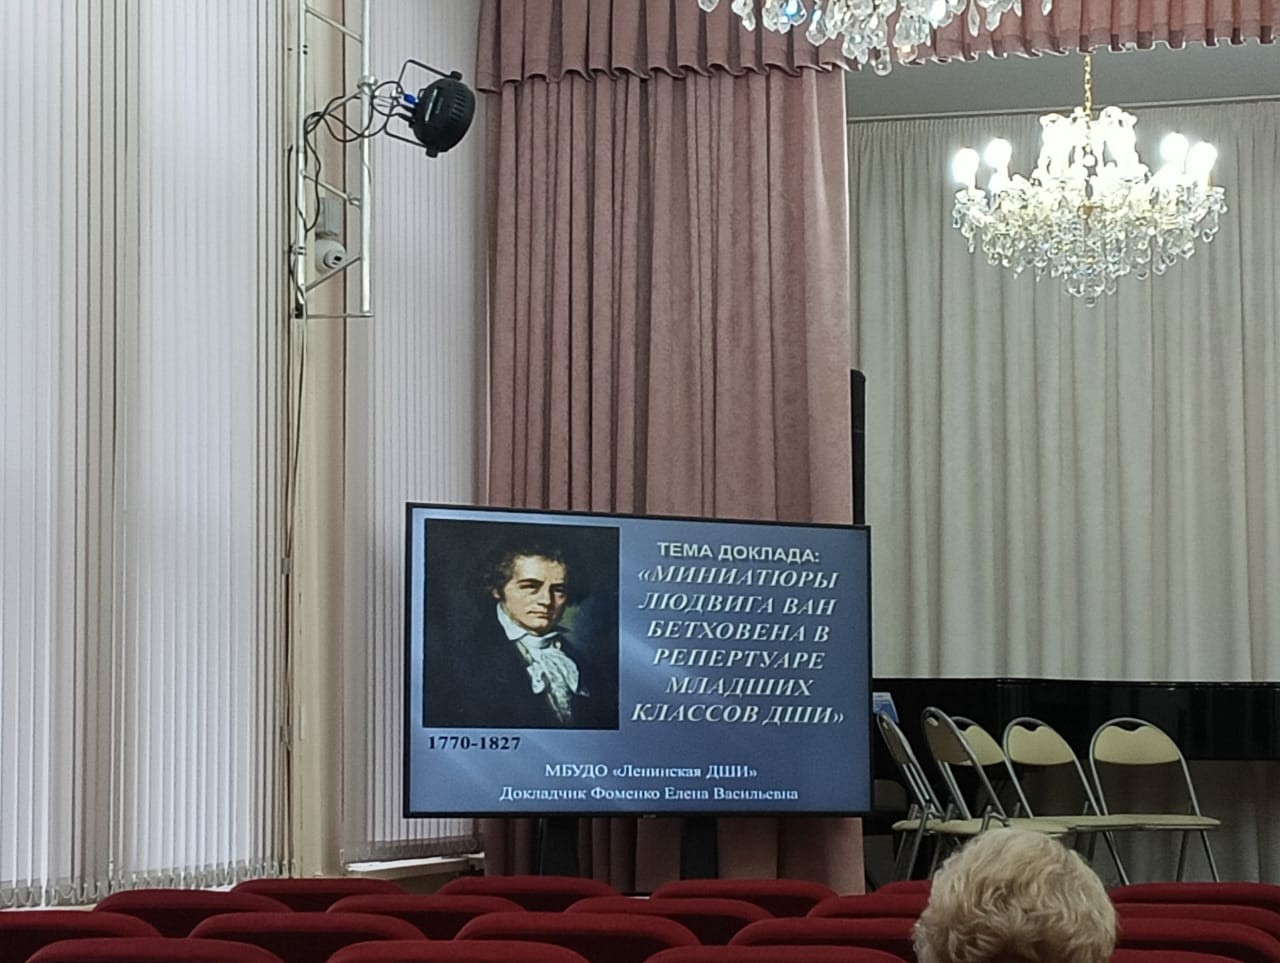 ТЕМА ДОКЛАДА:
«МИНИАТЮРЫ
ЛЮДВИГА ВАН
БЕТХОВЕНА В
РЕПЕРТУАРЕ
МЛАДШИХ
КЛАССОВ ДШИ»
1770-1827
МБУДО «Ленинская ДШИ»
Докладчик Фоменко Елена Васильевна